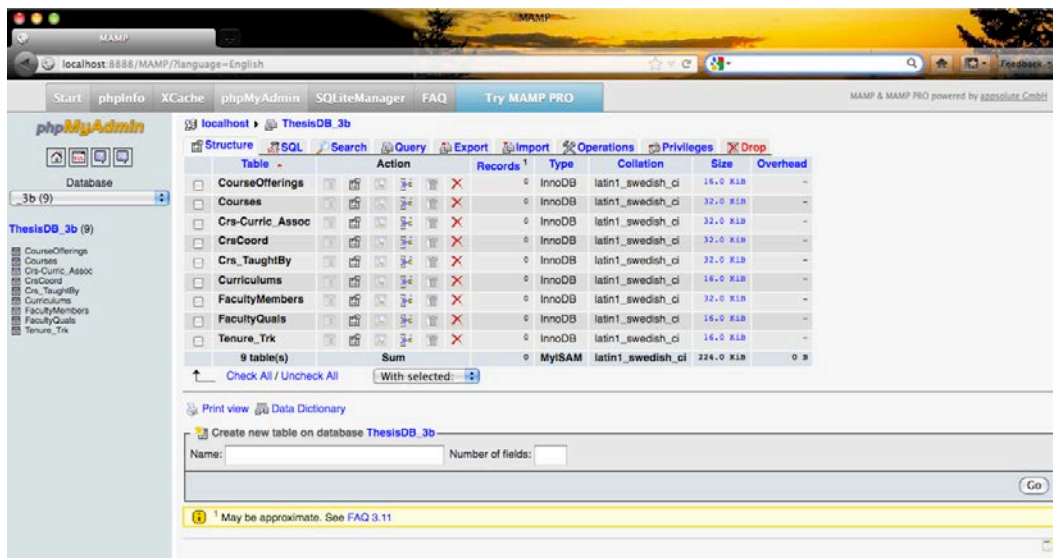 MAMP
MAMP
localhost:8888/MAMP/?language=English
Feedback
Start phpInfo XCache phpMyAdmin SQLiteManager FAQ Try MAMP PRO
MAMP & MAMP PRO powered by appsolute GmbH
phpMyAdmin
Database
_3b (9)
ThesisDB_3b (9)
CourseOfferings
Courses
Crs-Curric_Assoc
CrsCoord
Crs_TaughtBy
Curriculums
FacultyMembers
FacultyQuals
Tenure_Trk
localhost ThesisDB_3b
Structure SQL Search Query Export Import Operations Privileges Drop
Table Action Records 1 Type Collation Size Overhead
CourseOfferings 0 InnoDB latin1_swedish_ci 16.0 KiB -
Courses 0 InnoDB latin1_swedish_ci 32.0 KiB -
Crs-Curric_Assoc 0 InnoDB latin1_swedish_ci 32.0 KiB -
CrsCoord 0 InnoDB latin1_swedish_ci 32.0 KiB -
Crs_TaughtBy 0 InnoDB latin1_swedish_ci 32.0 KiB -
Curriculums 0 InnoDB latin1_swedish_ci 16.0 KiB -
FacultyMembers 0 InnoDB latin1_swedish_ci 32.0 KiB -
FacultyQuals 0 InnoDB latin1_swedish_ci 16.0 KiB -
Tenure_Trk 0 InnoDB latin1_swedish_ci 16.0 KiB -
9 table(s) Sum 0 MyISAM latin1_swedish_ci 224.0 KiB 0 B
Check All / Uncheck All With selected:
Print view Data Dictionary
Create new table on database ThesisDB_3b
Name: Number of fields:
Go
1 May be approximate. See FAQ 3.11